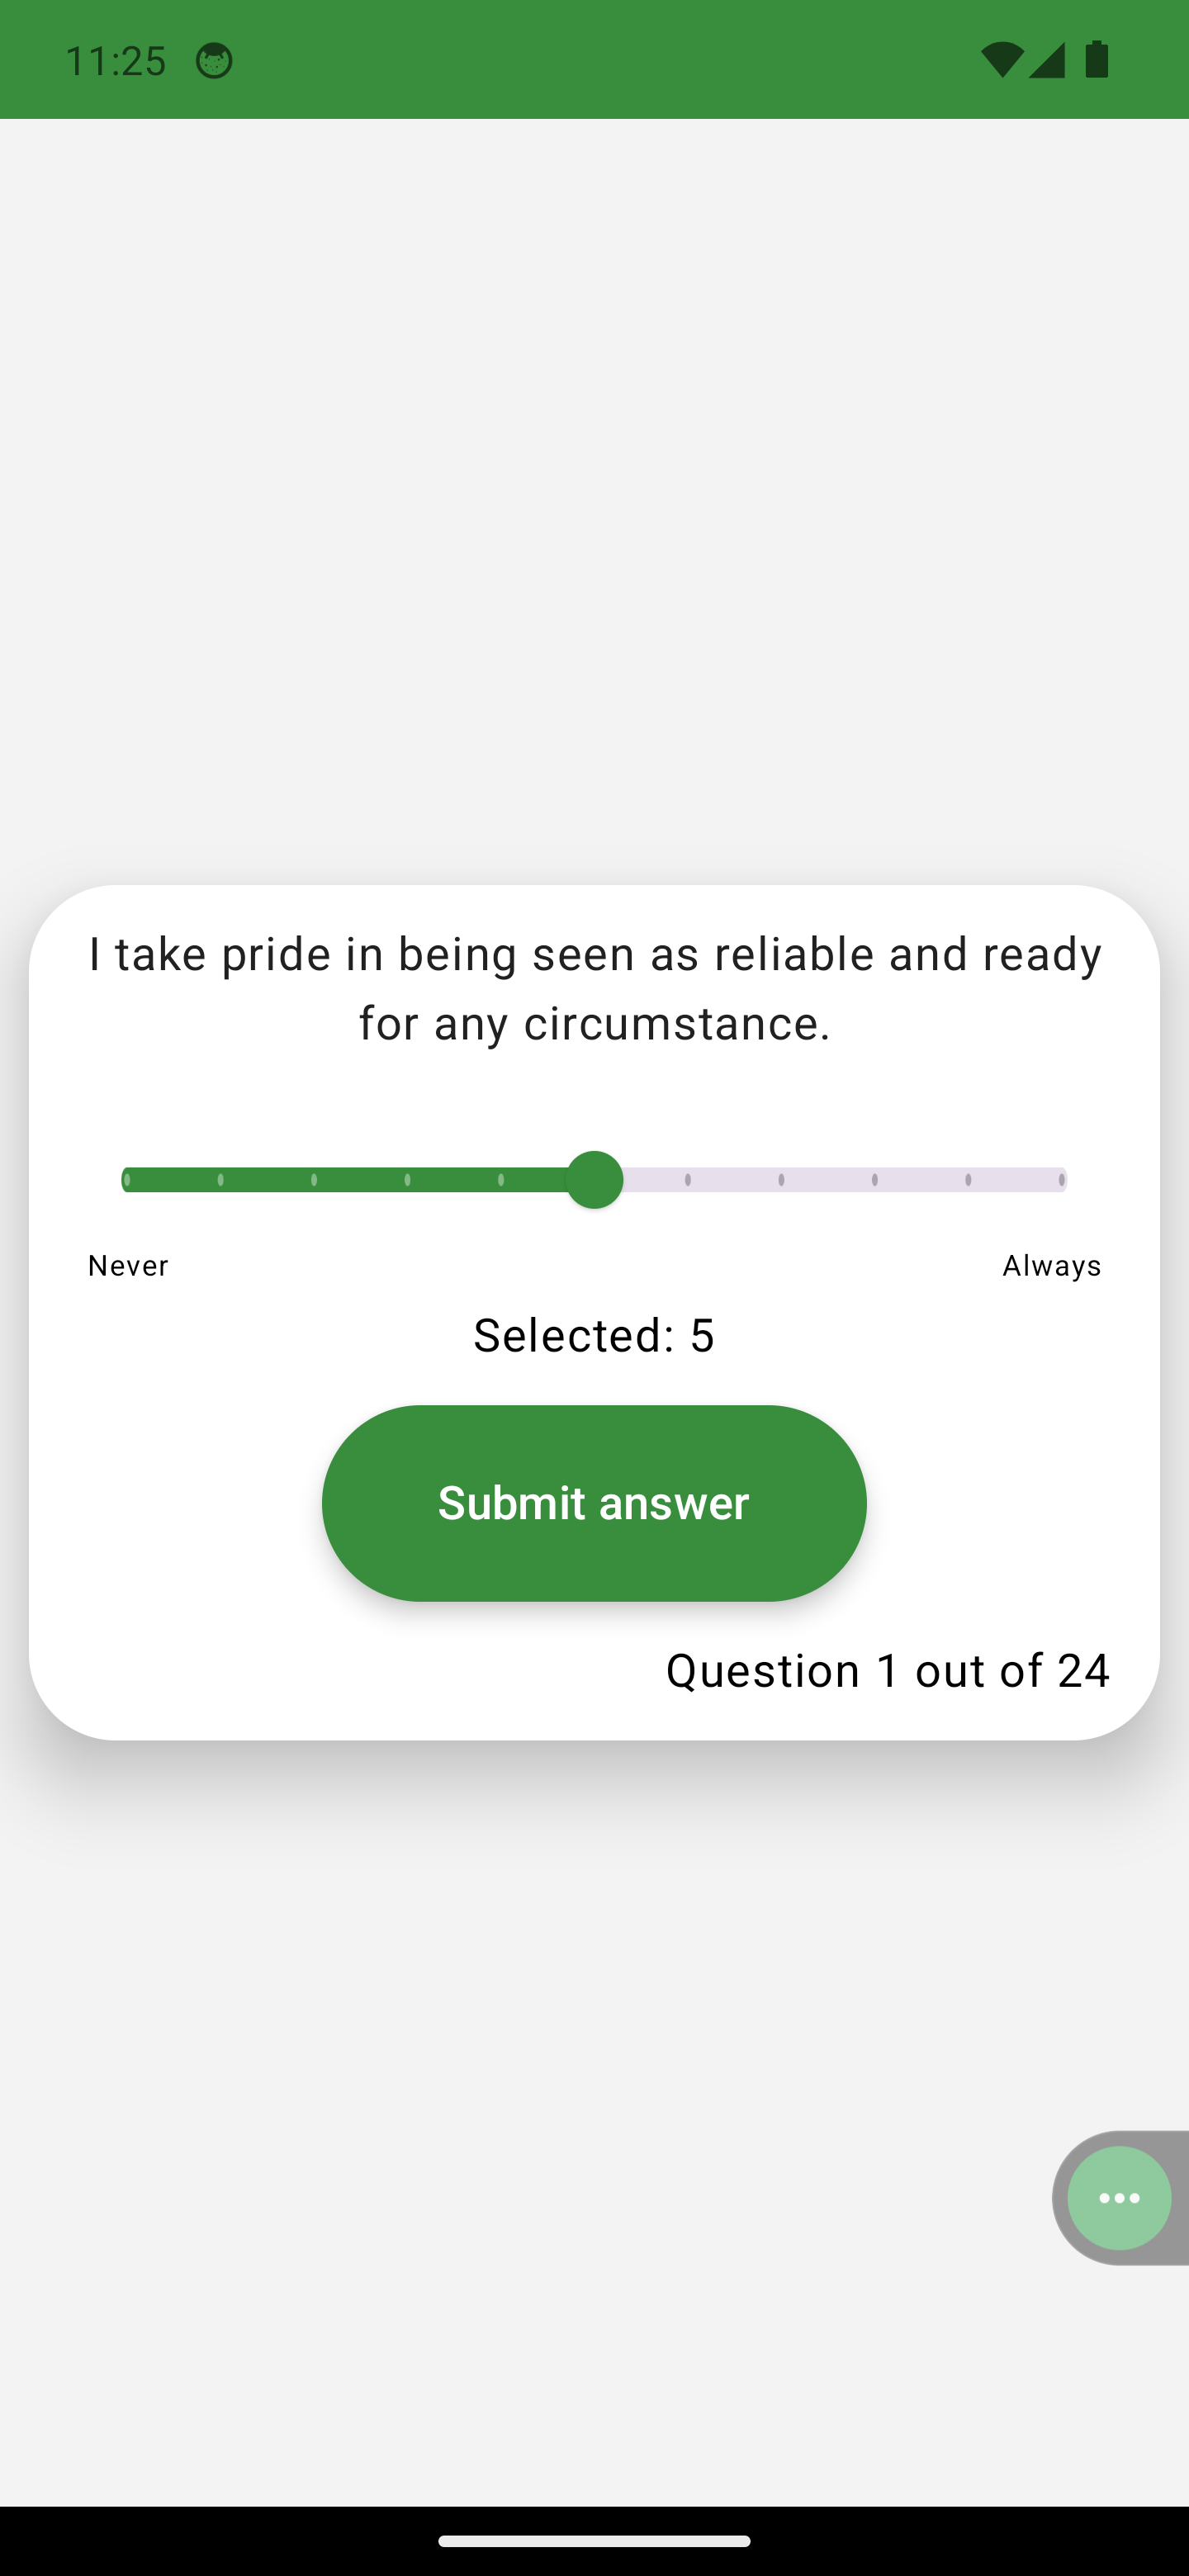 11:25
I take pride in being seen as reliable and ready
for any circumstance.
Never
Always
Selected: 5
Submit answer
Question 1 out of 24